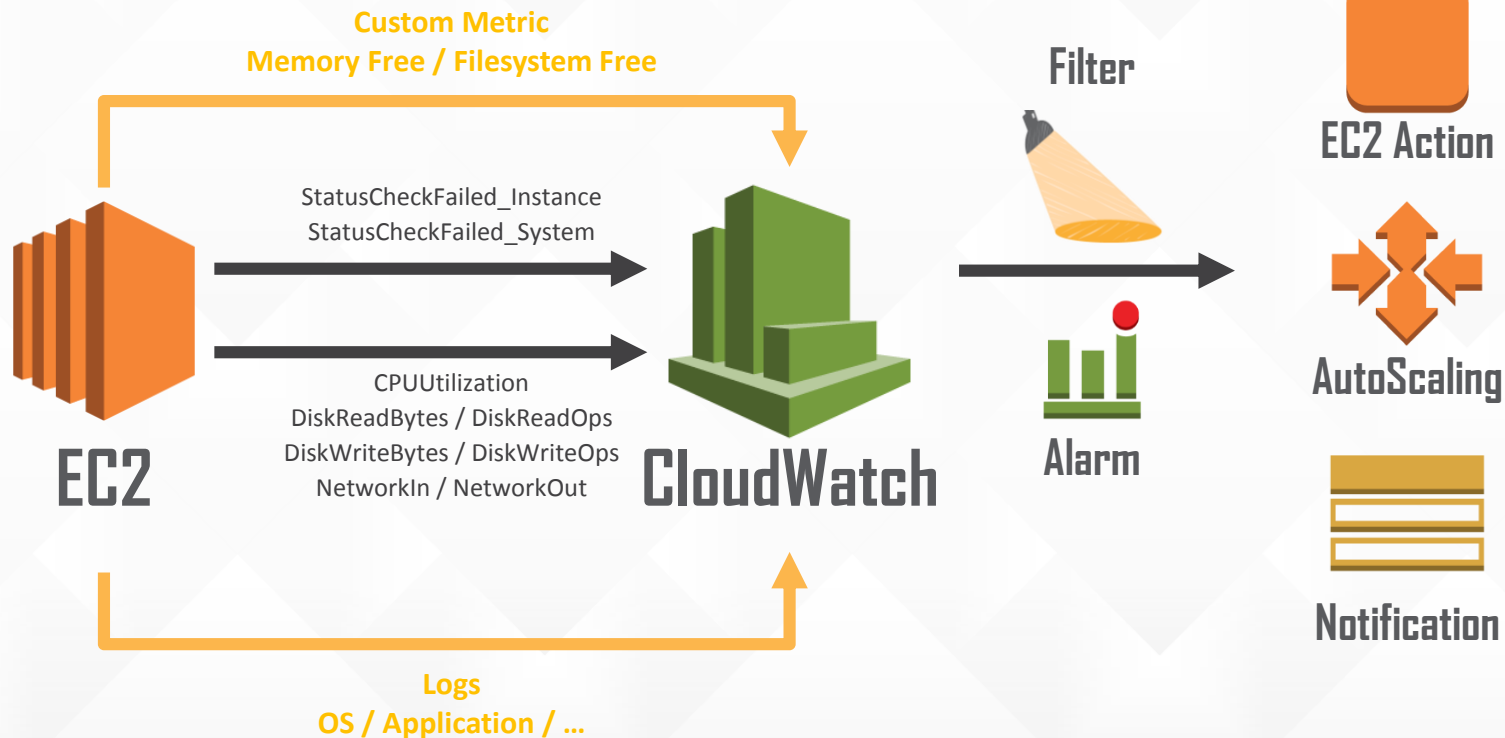 Custom Metric
Memory Free / Filesystem Free
Filter
EC2 Action
StatusCheckFailed_Instance
StatusCheckFailed_System
CPUUtilization
DiskReadBytes / DiskReadOps
DiskWriteBytes / DiskWriteOps
NetworkIn / NetworkOut
EC2
CloudWatch
Alarm
AutoScaling
Notification
Logs
OS / Application / …